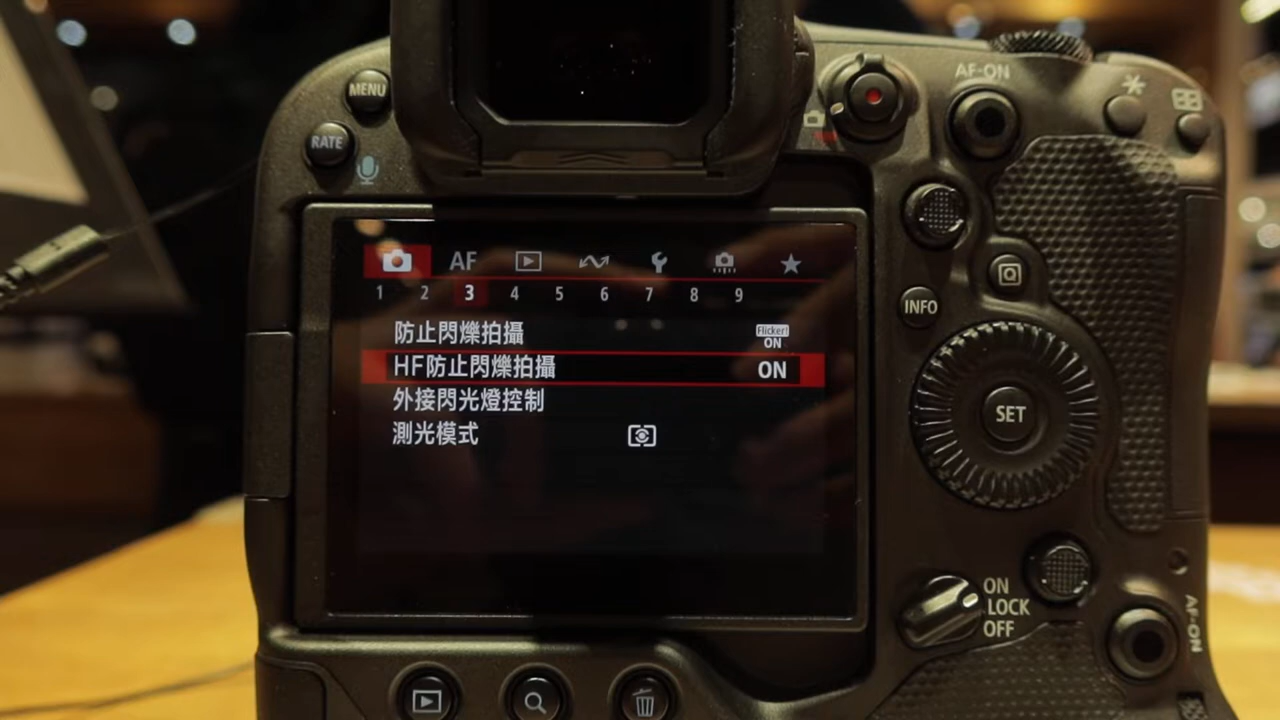 MENU
RATE
AF-ON
AF
1 2 3 4 5 6 7 8 9
防止閃爍拍攝 Flicker! ON
HF防止閃爍拍攝 ON
外接閃光燈控制
測光模式
Q
INFO
SET
ON
LOCK
OFF
AF-ON